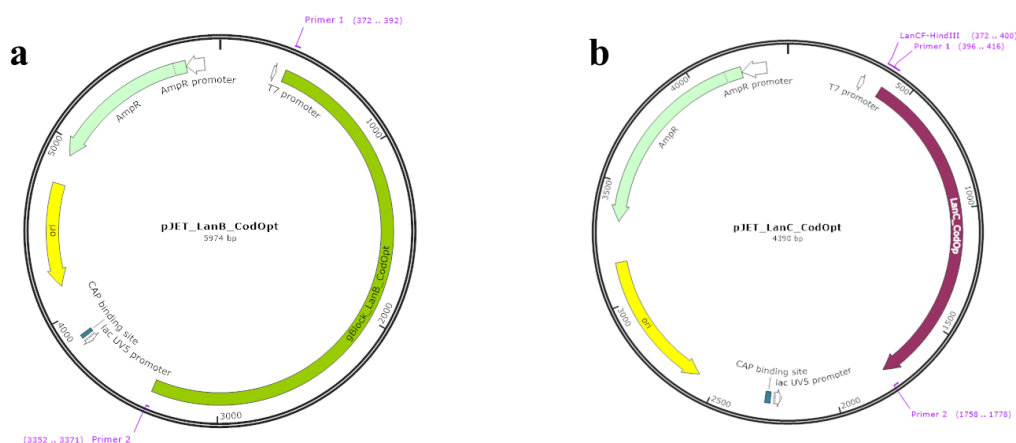 a
Primer 1 (372 .. 392)
AmpR promoter
AmpR
T7 promoter
1000
5000
pJET_LanB_CodOpt
5974 bp
ori
gBlock_LanB_CodOpt
2000
CAP binding site
lac UV5 promoter
4000
3000
(3352 .. 3371) Primer 2
b
LanCF-HindIII (372 .. 400)
Primer 1 (396 .. 416)
AmpR promoter
AmpR
T7 promoter
500
4000
1000
3500
pJET_LanC_CodOpt
4390 bp
LanC_CodOp
ori
3000
1500
CAP binding site
lac UV5 promoter
2500
2000
Primer 2 (1758 .. 1778)